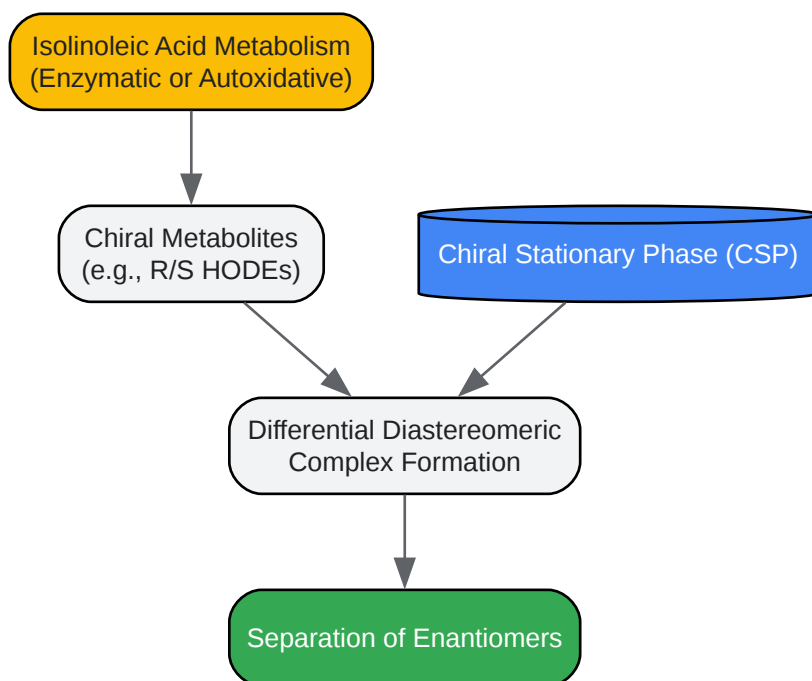 Isolinoleic Acid Metabolism
(Enzymatic or Autoxidative)
Chiral Metabolites
(e.g., R/S HODEs)
Chiral Stationary Phase (CSP)
Differential Diastereomeric
Complex Formation
Separation of Enantiomers